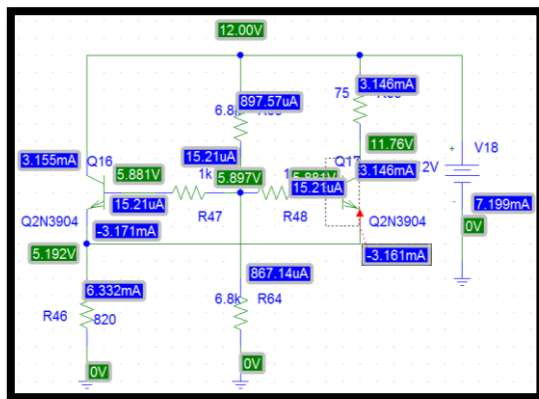 12.00V
75
3.146mA
6.8k
897.57uA
11.76V
V18
3.155mA
Q16
15.21uA
Q17
5.881V
1k
5.897V
15.21uA
3.146mA
12V
15.21uA
R47
R48
Q2N3904
-3.171mA
Q2N3904
7.199mA
0V
5.192V
-3.161mA
867.14uA
6.332mA
6.8k
R64
R46
820
0V
0V